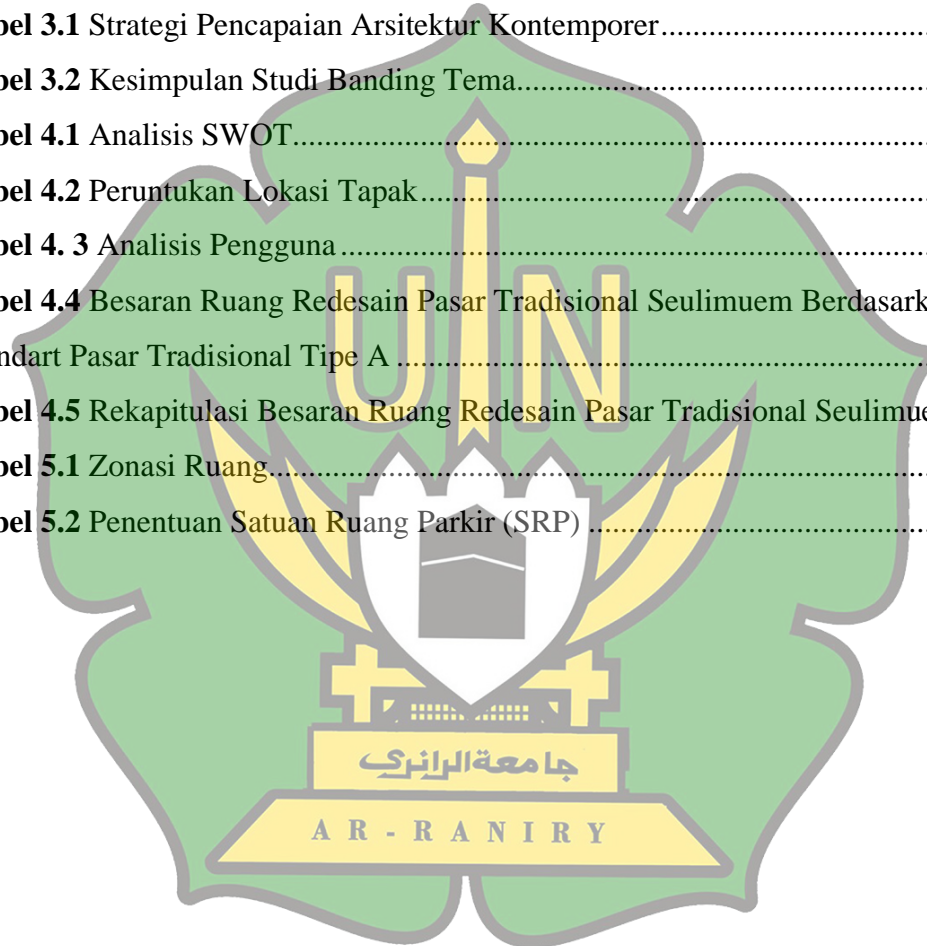 bel 3.1 Strategi Pencapaian Arsitektur Kontemporer
bel 3.2 Kesimpulan Studi Banding Tema
bel 4.1 Analisis SWOT
bel 4.2 Peruntukan Lokasi Tapak
bel 4. 3 Analisis Pengguna
bel 4.4 Besaran Ruang Redesain Pasar Tradisional Seulimuem Berdasark
ndart Pasar Tradisional Tipe A
bel 4.5 Rekapitulasi Besaran Ruang Redesain Pasar Tradisional Seulimue
bel 5.1 Zonasi Ruang
bel 5.2 Penentuan Satuan Ruang Parkir (SRP)
UIN
جامعة الرانري
AR-RANIRY